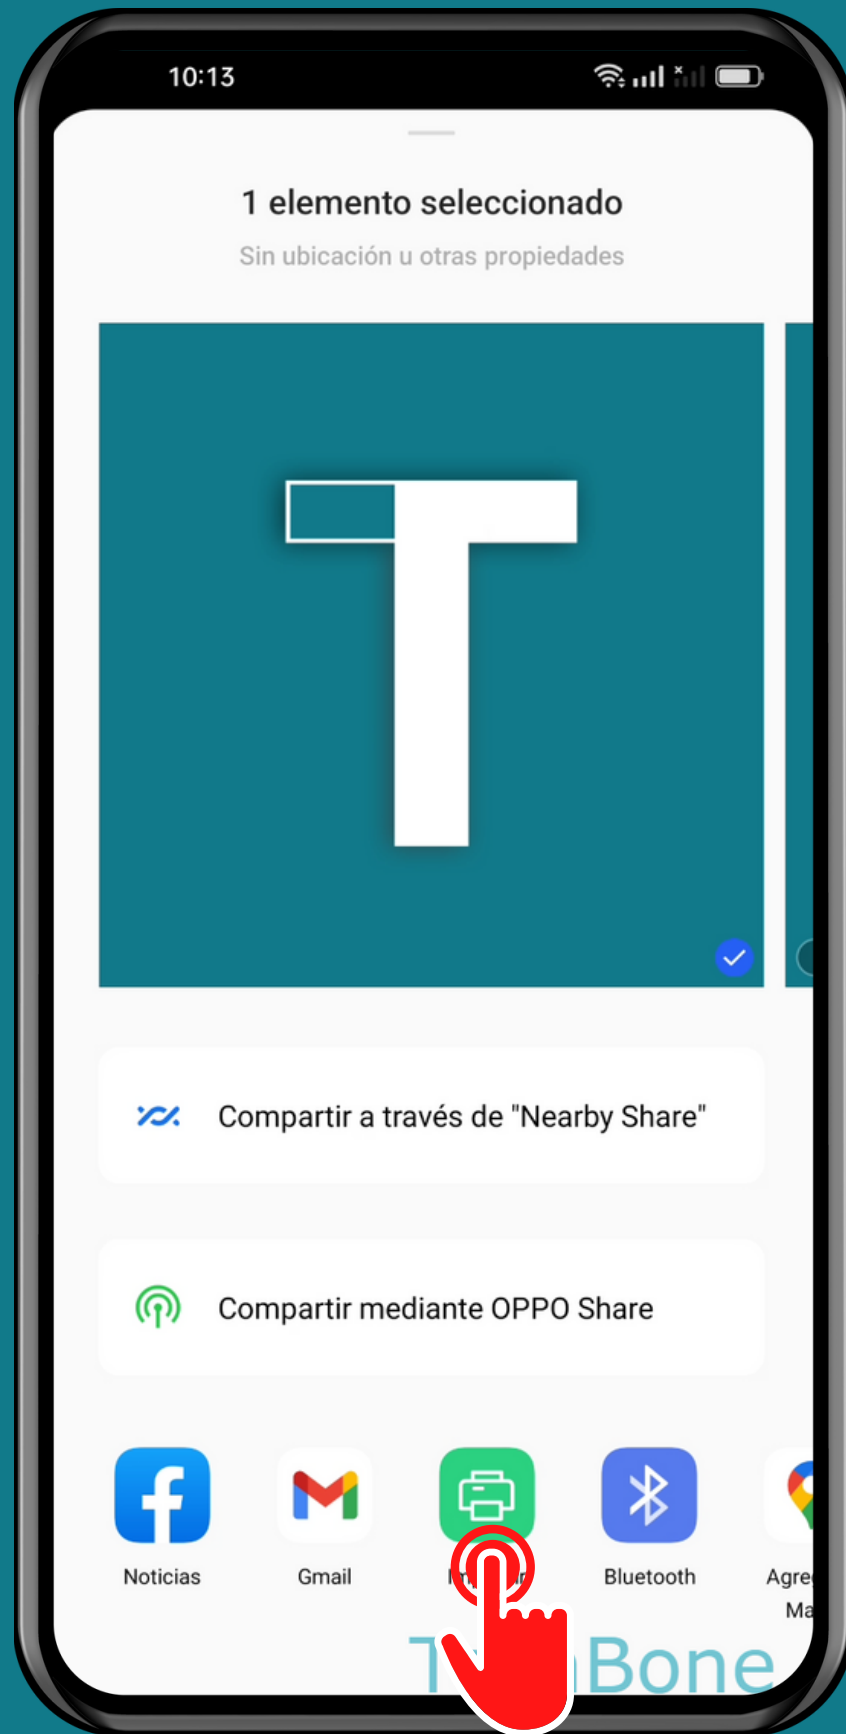 10:13
1 elemento seleccionado
Sin ubicación u otras propiedades
T
Compartir a través de "Nearby Share"
Compartir mediante OPPO Share
Noticias
Gmail
Bluetooth